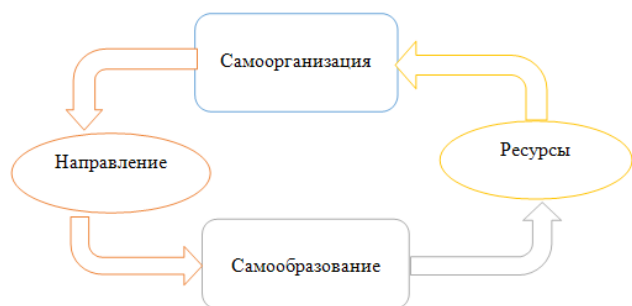 Самоорганизация
Направление
Ресурсы
Самообразование